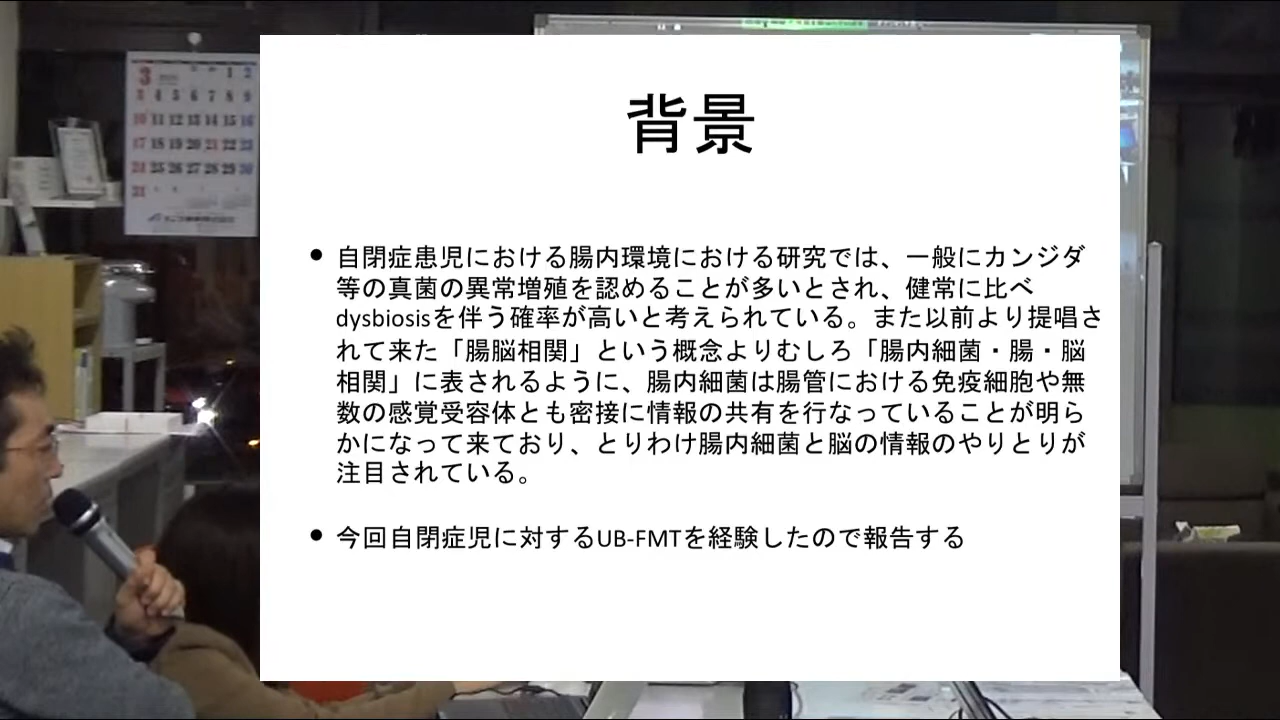 背景
• 自閉症患児における腸内環境における研究では、一般にカンジダ
等の真菌の異常増殖を認めることが多いとされ、健常に比べ
dysbiosisを伴う確率が高いと考えられている。また以前より提唱さ
れて来た「腸脳相関」という概念よりむしろ「腸内細菌・腸・脳
相関」に表されるように、腸内細菌は腸管における免疫細胞や無
数の感覚受容体とも密接に情報の共有を行なっていることが明ら
かになって来ており、とりわけ腸内細菌と脳の情報のやりとりが
注目されている。
• 今回自閉症児に対するUB-FMTを経験したので報告する
3
1 2
3 4 5 6 7 8 9
10 11 12 13 14 15 16
17 18 19 20 21 22 23
24 25 26 27 28 29 30
31